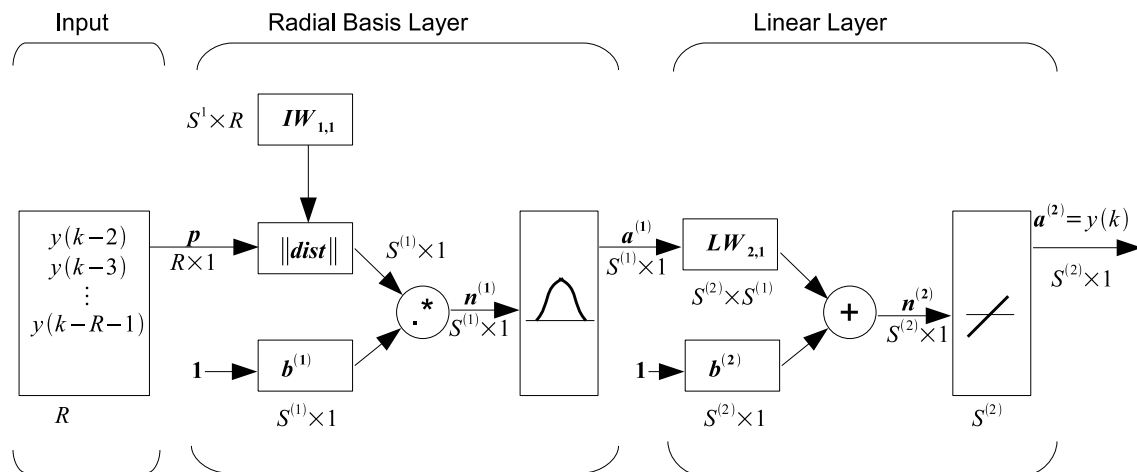 Input
Radial Basis Layer
Linear Layer
S¹×R
IW₁,₁
y(k−2)
y(k−3)
⋮
y(k−R−1)
R
p
R×1
‖dist‖
S⁽¹⁾×1
.*
n⁽¹⁾
S⁽¹⁾×1
1
b⁽¹⁾
S⁽¹⁾×1
a⁽¹⁾
S⁽¹⁾×1
LW₂,₁
S⁽²⁾×S⁽¹⁾
+
n⁽²⁾
S⁽²⁾×1
1
b⁽²⁾
S⁽²⁾×1
S⁽²⁾
a⁽²⁾=y(k)
S⁽²⁾×1